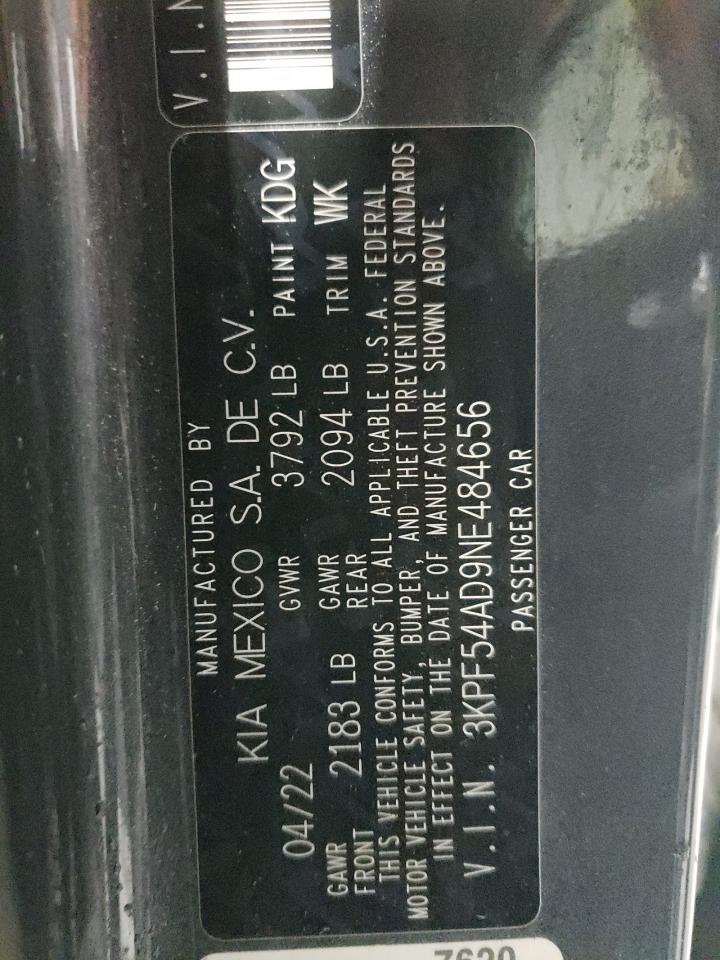 V.I.N
MANUFACTURED BY
KIA MEXICO S.A. DE C.V.
04/22 GVWR 3792 LB PAINT KDG
GAWR FRONT 2183 LB GAWR REAR 2094 LB TRIM WK
THIS VEHICLE CONFORMS TO ALL APPLICABLE U.S.A. FEDERAL
MOTOR VEHICLE SAFETY, BUMPER, AND THEFT PREVENTION STANDARDS
IN EFFECT ON THE DATE OF MANUFACTURE SHOWN ABOVE.
V.I.N. 3KPF54AD9NE484656
PASSENGER CAR